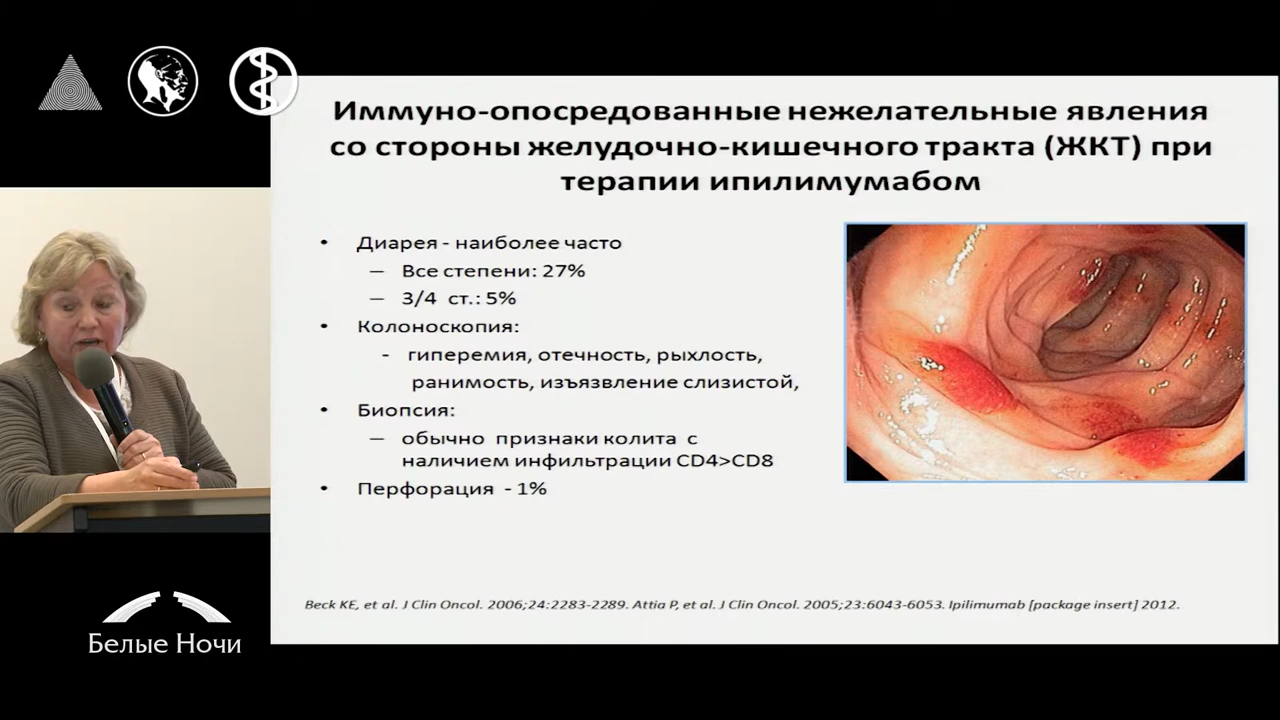 Иммуно-опосредованные нежелательные явления
со стороны желудочно-кишечного тракта (ЖКТ) при
терапии ипилимумабом
• Диарея - наиболее часто
– Все степени: 27%
– 3/4 ст.: 5%
• Колоноскопия:
- гиперемия, отечность, рыхлость,
ранимость, изъязвление слизистой,
• Биопсия:
– обычно признаки колита с
наличием инфильтрации CD4>CD8
• Перфорация - 1%
Beck KE, et al. J Clin Oncol. 2006;24:2283-2289. Attia P, et al. J Clin Oncol. 2005;23:6043-6053. Ipilimumab [package insert] 2012.
Белые Ночи